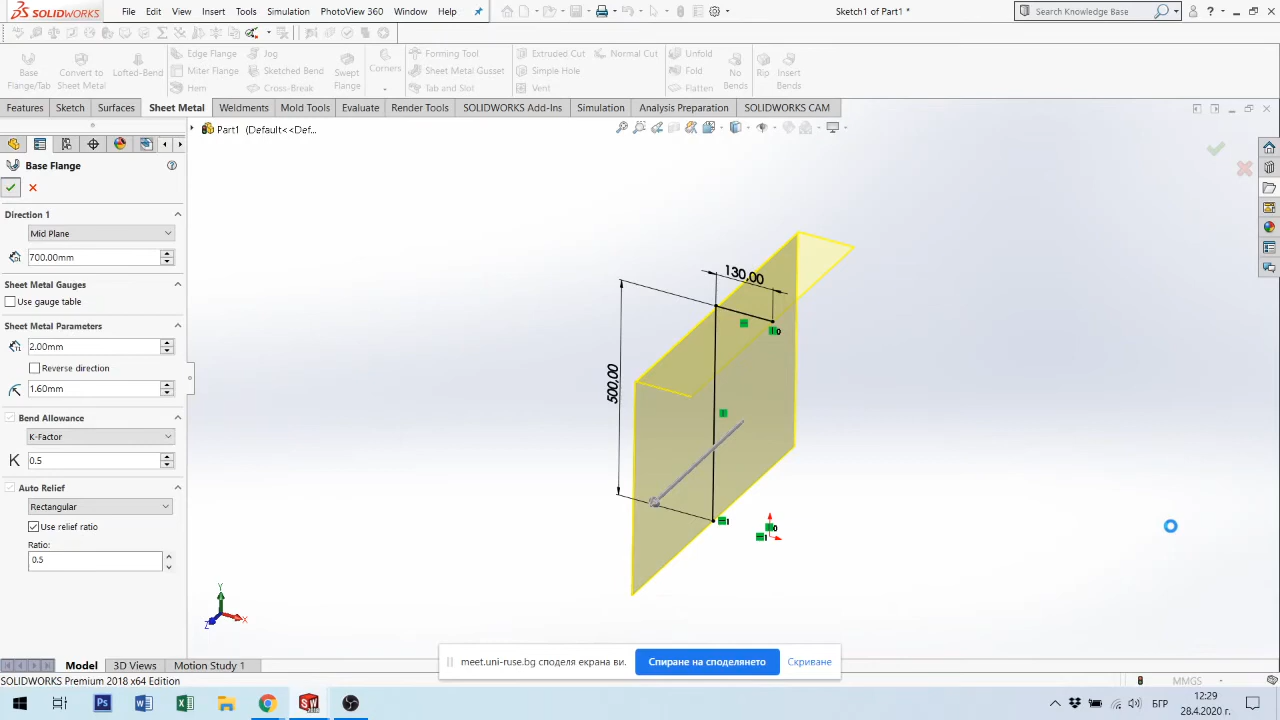 SOLIDWORKS File Edit View Insert Tools Simulation PhotoView 360 Window Help Sketch1 of Part1 * Search Knowledge Base
Base Flange/Tab Convert to Sheet Metal Lofted-Bend Edge Flange Miter Flange Hem Jog Sketched Bend Cross-Break Swept Flange Corners Forming Tool Sheet Metal Gusset Tab and Slot Extruded Cut Simple Hole Vent Normal Cut Unfold Fold Flatten No Bends Rip Insert Bends
Features Sketch Surfaces Sheet Metal Weldments Mold Tools Evaluate Render Tools SOLIDWORKS Add-Ins Simulation Analysis Preparation SOLIDWORKS CAM
Part1 (Default<<Def...
Base Flange
Direction 1
Mid Plane
700.00mm
Sheet Metal Gauges
Use gauge table
Sheet Metal Parameters
2.00mm
Reverse direction
1.60mm
Bend Allowance
K-Factor
K 0.5
Auto Relief
Rectangular
Use relief ratio
Ratio:
0.5
130,00
500,00
Y
X
Z
meet.uni-ruse.bg споделя екрана ви. Спиране на споделянето Скриване
Model 3D Views Motion Study 1
SOLIDWORKS Premium 2018 x64 Edition MMGS
БГР 12:29
28.4.2020 г.